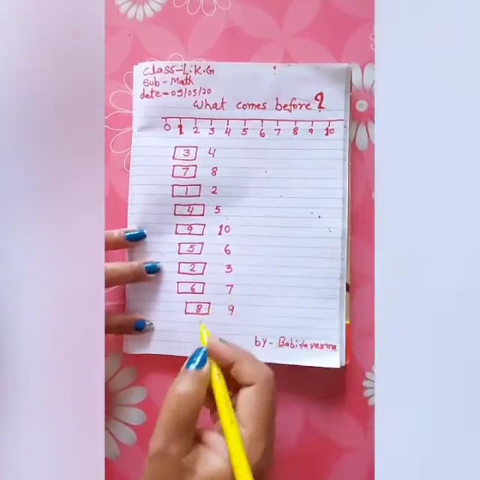 Class-L.K.G
Sub-Math
date-09/05/20
What comes before?
0 1 2 3 4 5 6 7 8 9 10
3 4
7 8
1 2
4 5
9 10
5 6
2 3
6 7
8 9
by-Babita verma